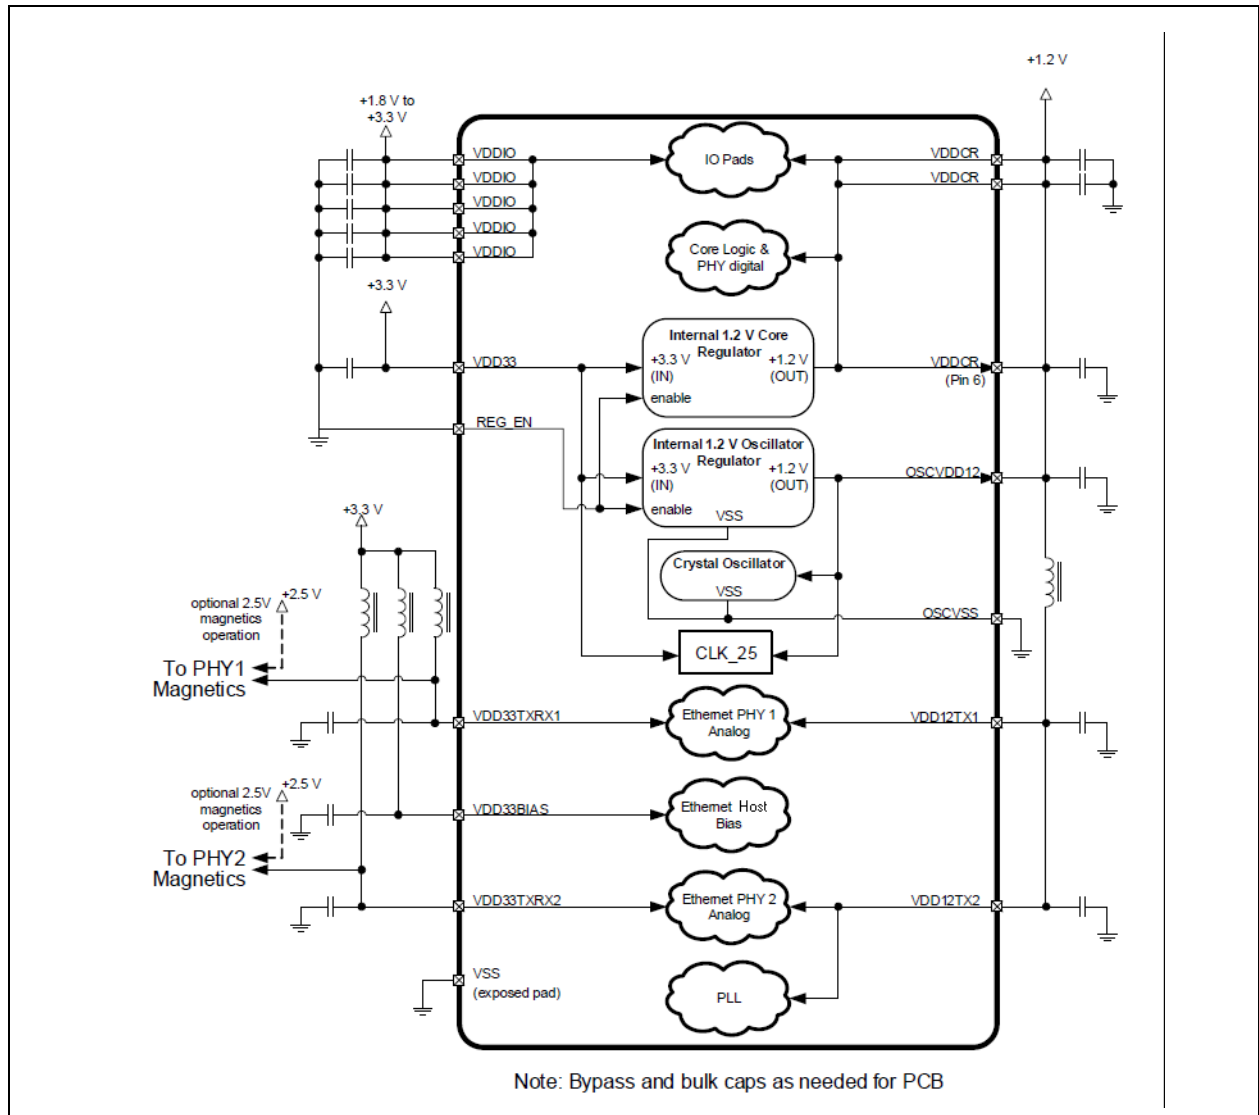 +1.2 V
+1.8 V to
+3.3 V
VDDIO
VDDIO
VDDIO
VDDIO
VDDIO
IO Pads
VDDCR
VDDCR
Core Logic &
PHY digital
+3.3 V
VDD33
Internal 1.2 V Core
Regulator
+3.3 V
(IN)
+1.2 V
(OUT)
enable
VDDCR
(Pin 6)
REG_EN
Internal 1.2 V Oscillator
Regulator
+3.3 V
(IN)
+1.2 V
(OUT)
enable
VSS
OSCVDD12
+3.3 V
Crystal Oscillator
VSS
OSCVSS
optional 2.5V
magnetics
operation
+2.5 V
To PHY1
Magnetics
CLK_25
VDD33TXRX1
Ethernet PHY 1
Analog
VDD12TX1
optional 2.5V
magnetics
operation
+2.5 V
To PHY2
Magnetics
VDD33BIAS
Ethernet Host
Bias
VDD33TXRX2
Ethernet PHY 2
Analog
VDD12TX2
VSS
(exposed pad)
PLL
Note: Bypass and bulk caps as needed for PCB